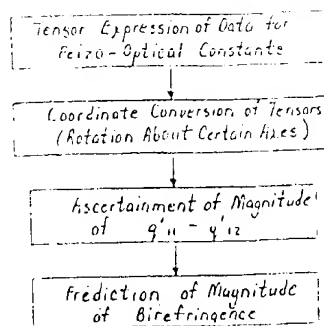 Tensor Expression of Data for
Peizo-Optical Constants
Coordinate Conversion of Tensors
(Rotation About Certain Axes)
Ascertainment of Magnitude
of q'11 - q'12
Prediction of Magnitude
of Birefringence